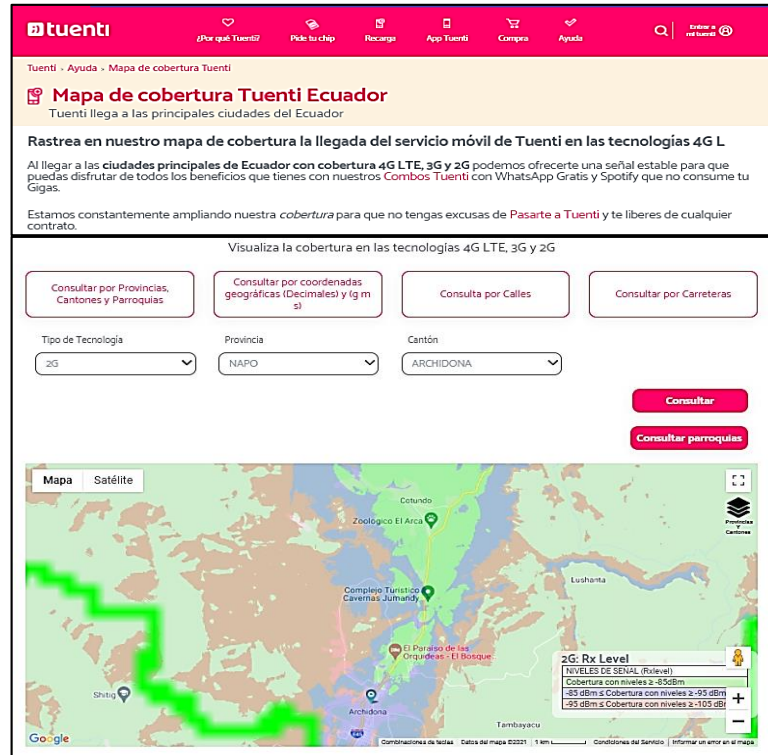 tuenti
¿Por qué Tuenti?
Pide tu chip
Recarga
App Tuenti
Compra
Ayuda
Entrar a
mi tuenti
Tuenti › Ayuda › Mapa de cobertura Tuenti
Mapa de cobertura Tuenti Ecuador
Tuenti llega a las principales ciudades del Ecuador
Rastrea en nuestro mapa de cobertura la llegada del servicio móvil de Tuenti en las tecnologías 4G L
Al llegar a las ciudades principales de Ecuador con cobertura 4G LTE, 3G y 2G podemos ofrecerte una señal estable para que
puedas disfrutar de todos los beneficios que tienes con nuestros Combos Tuenti con WhatsApp Gratis y Spotify que no consume tu
Gigas.
Estamos constantemente ampliando nuestra cobertura para que no tengas excusas de Pasarte a Tuenti y te liberes de cualquier
contrato.
Visualiza la cobertura en las tecnologías 4G LTE, 3G y 2G
Consultar por Provincias,
Cantones y Parroquias
Consultar por coordenadas
geográficas (Decimales) y (g m
s)
Consulta por Calles
Consultar por Carreteras
Tipo de Tecnología
Provincia
Cantón
2G
NAPO
ARCHIDONA
Consultar
Consultar parroquias
Mapa
Satélite
Provincias
Y
Cantones
Cotundo
Zoologico El Arca
Lushanta
Complejo Turistico
Cavernas Jumandy
El Paraiso de las
Orquideas - El Bosque
Shitig
Archidona
Tambayacu
2G: Rx Level
NIVELES DE SEÑAL (Rxlevel)
Cobertura con niveles ≥ -85dBm
-85 dBm ≤ Cobertura con niveles ≥ -95 dBm
-95 dBm ≤ Cobertura con niveles ≥ -105 dBm
Google
Combinaciones de teclas
Datos del mapa ©2021
1 km
Condiciones del Servicio
Informar un error en el mapa